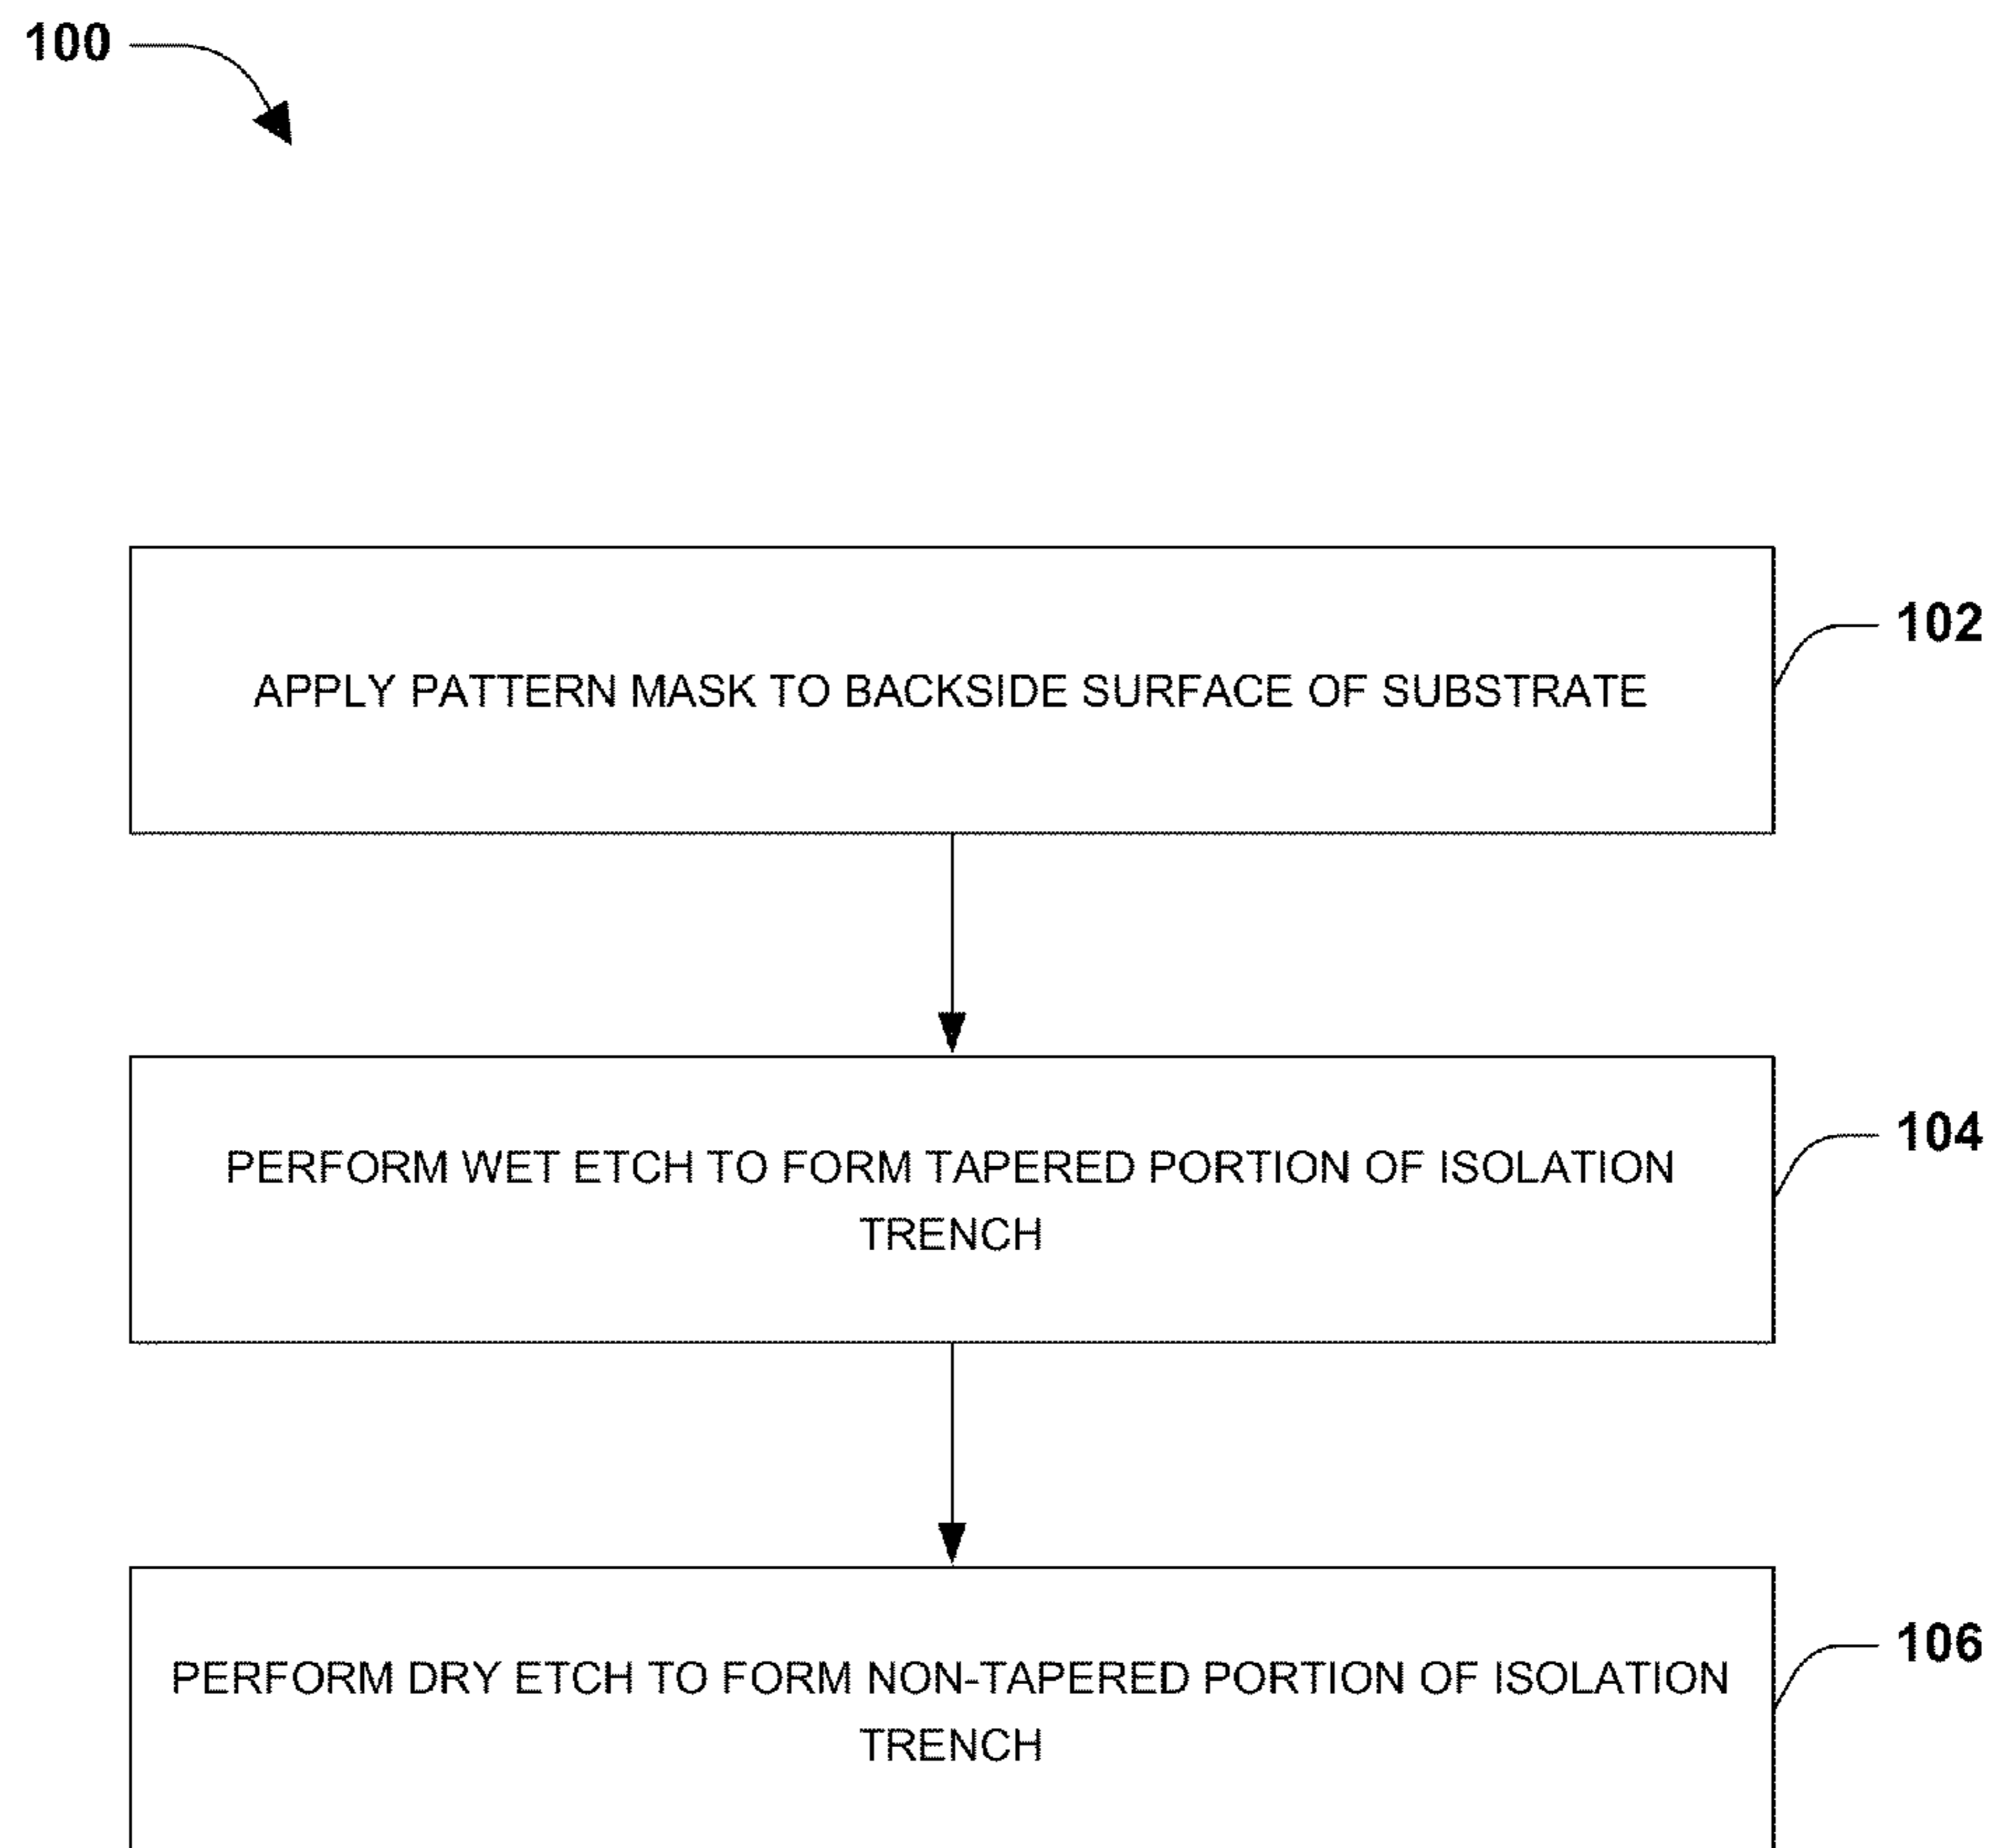 100
102
APPLY PATTERN MASK TO BACKSIDE SURFACE OF SUBSTRATE
104
PERFORM WET ETCH TO FORM TAPERED PORTION OF ISOLATION
TRENCH
106
PERFORM DRY ETCH TO FORM NON-TAPERED PORTION OF ISOLATION
TRENCH